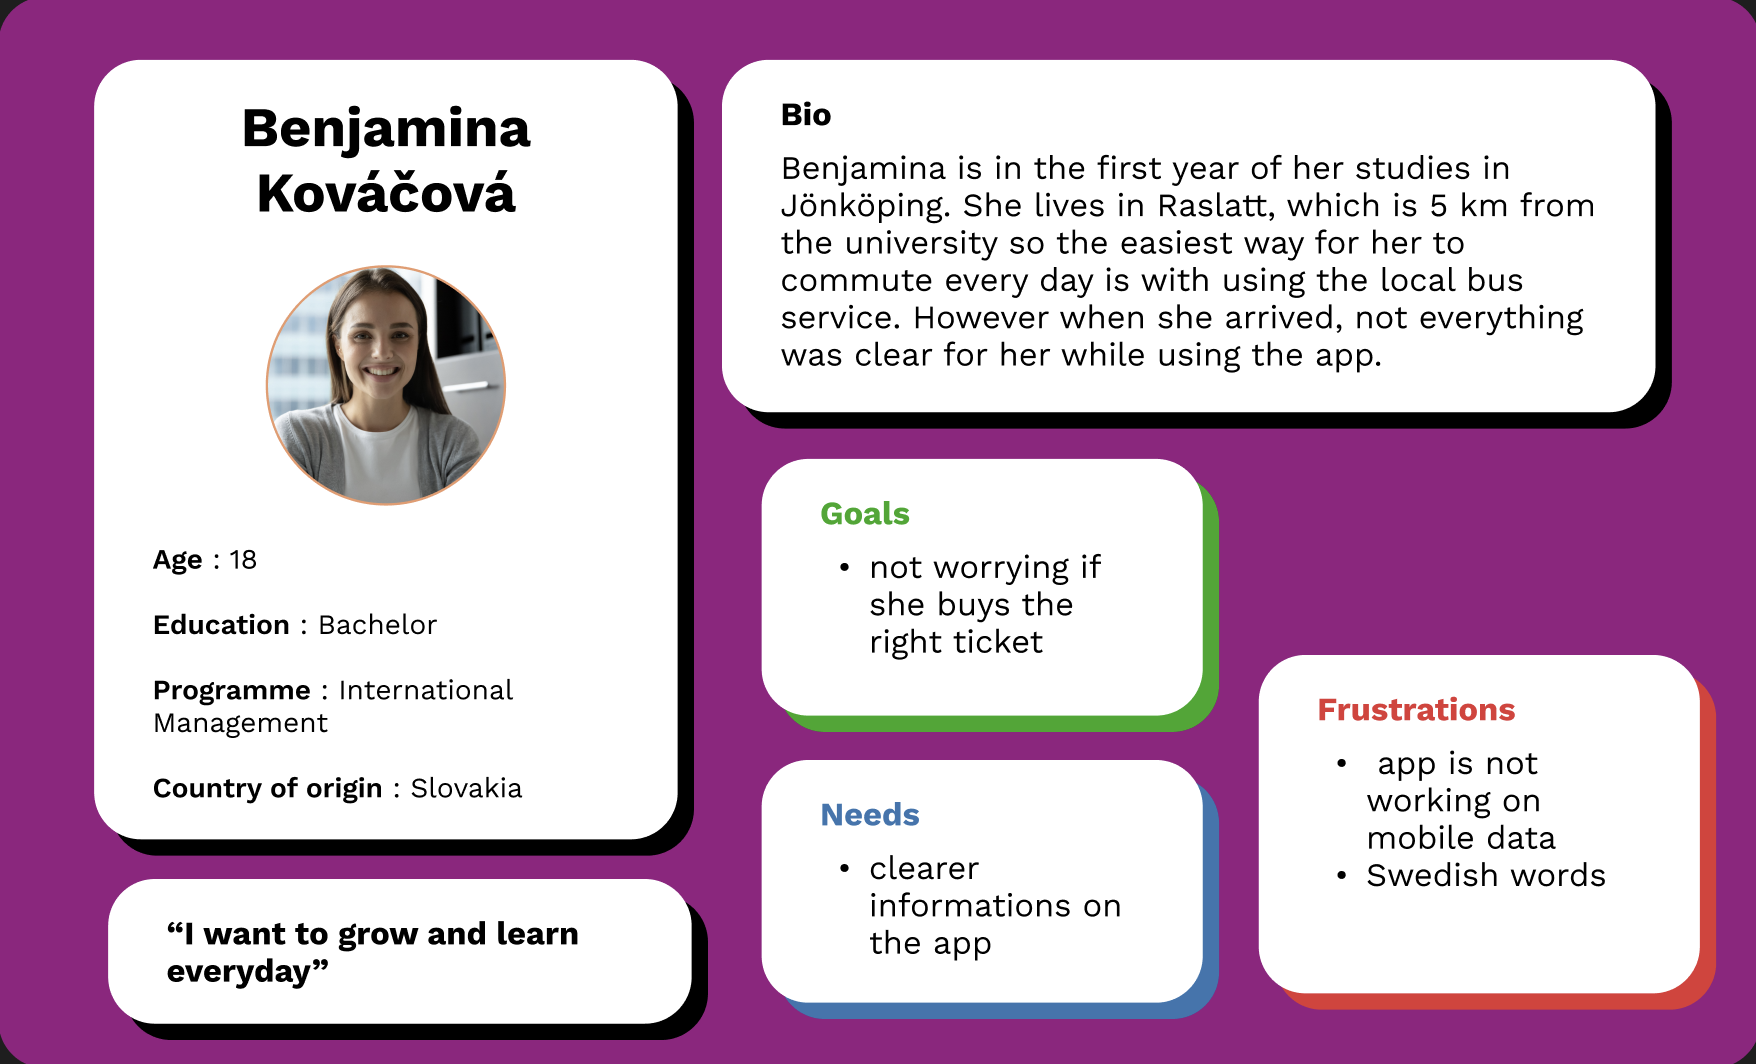 Benjamina
Kováčová
Age : 18
Education : Bachelor
Programme : International
Management
Country of origin : Slovakia
“I want to grow and learn
everyday”
Bio
Benjamina is in the first year of her studies in
Jönköping. She lives in Raslatt, which is 5 km from
the university so the easiest way for her to
commute every day is with using the local bus
service. However when she arrived, not everything
was clear for her while using the app.
Goals
• not worrying if
she buys the
right ticket
Needs
• clearer
informations on
the app
Frustrations
• app is not
working on
mobile data
• Swedish words